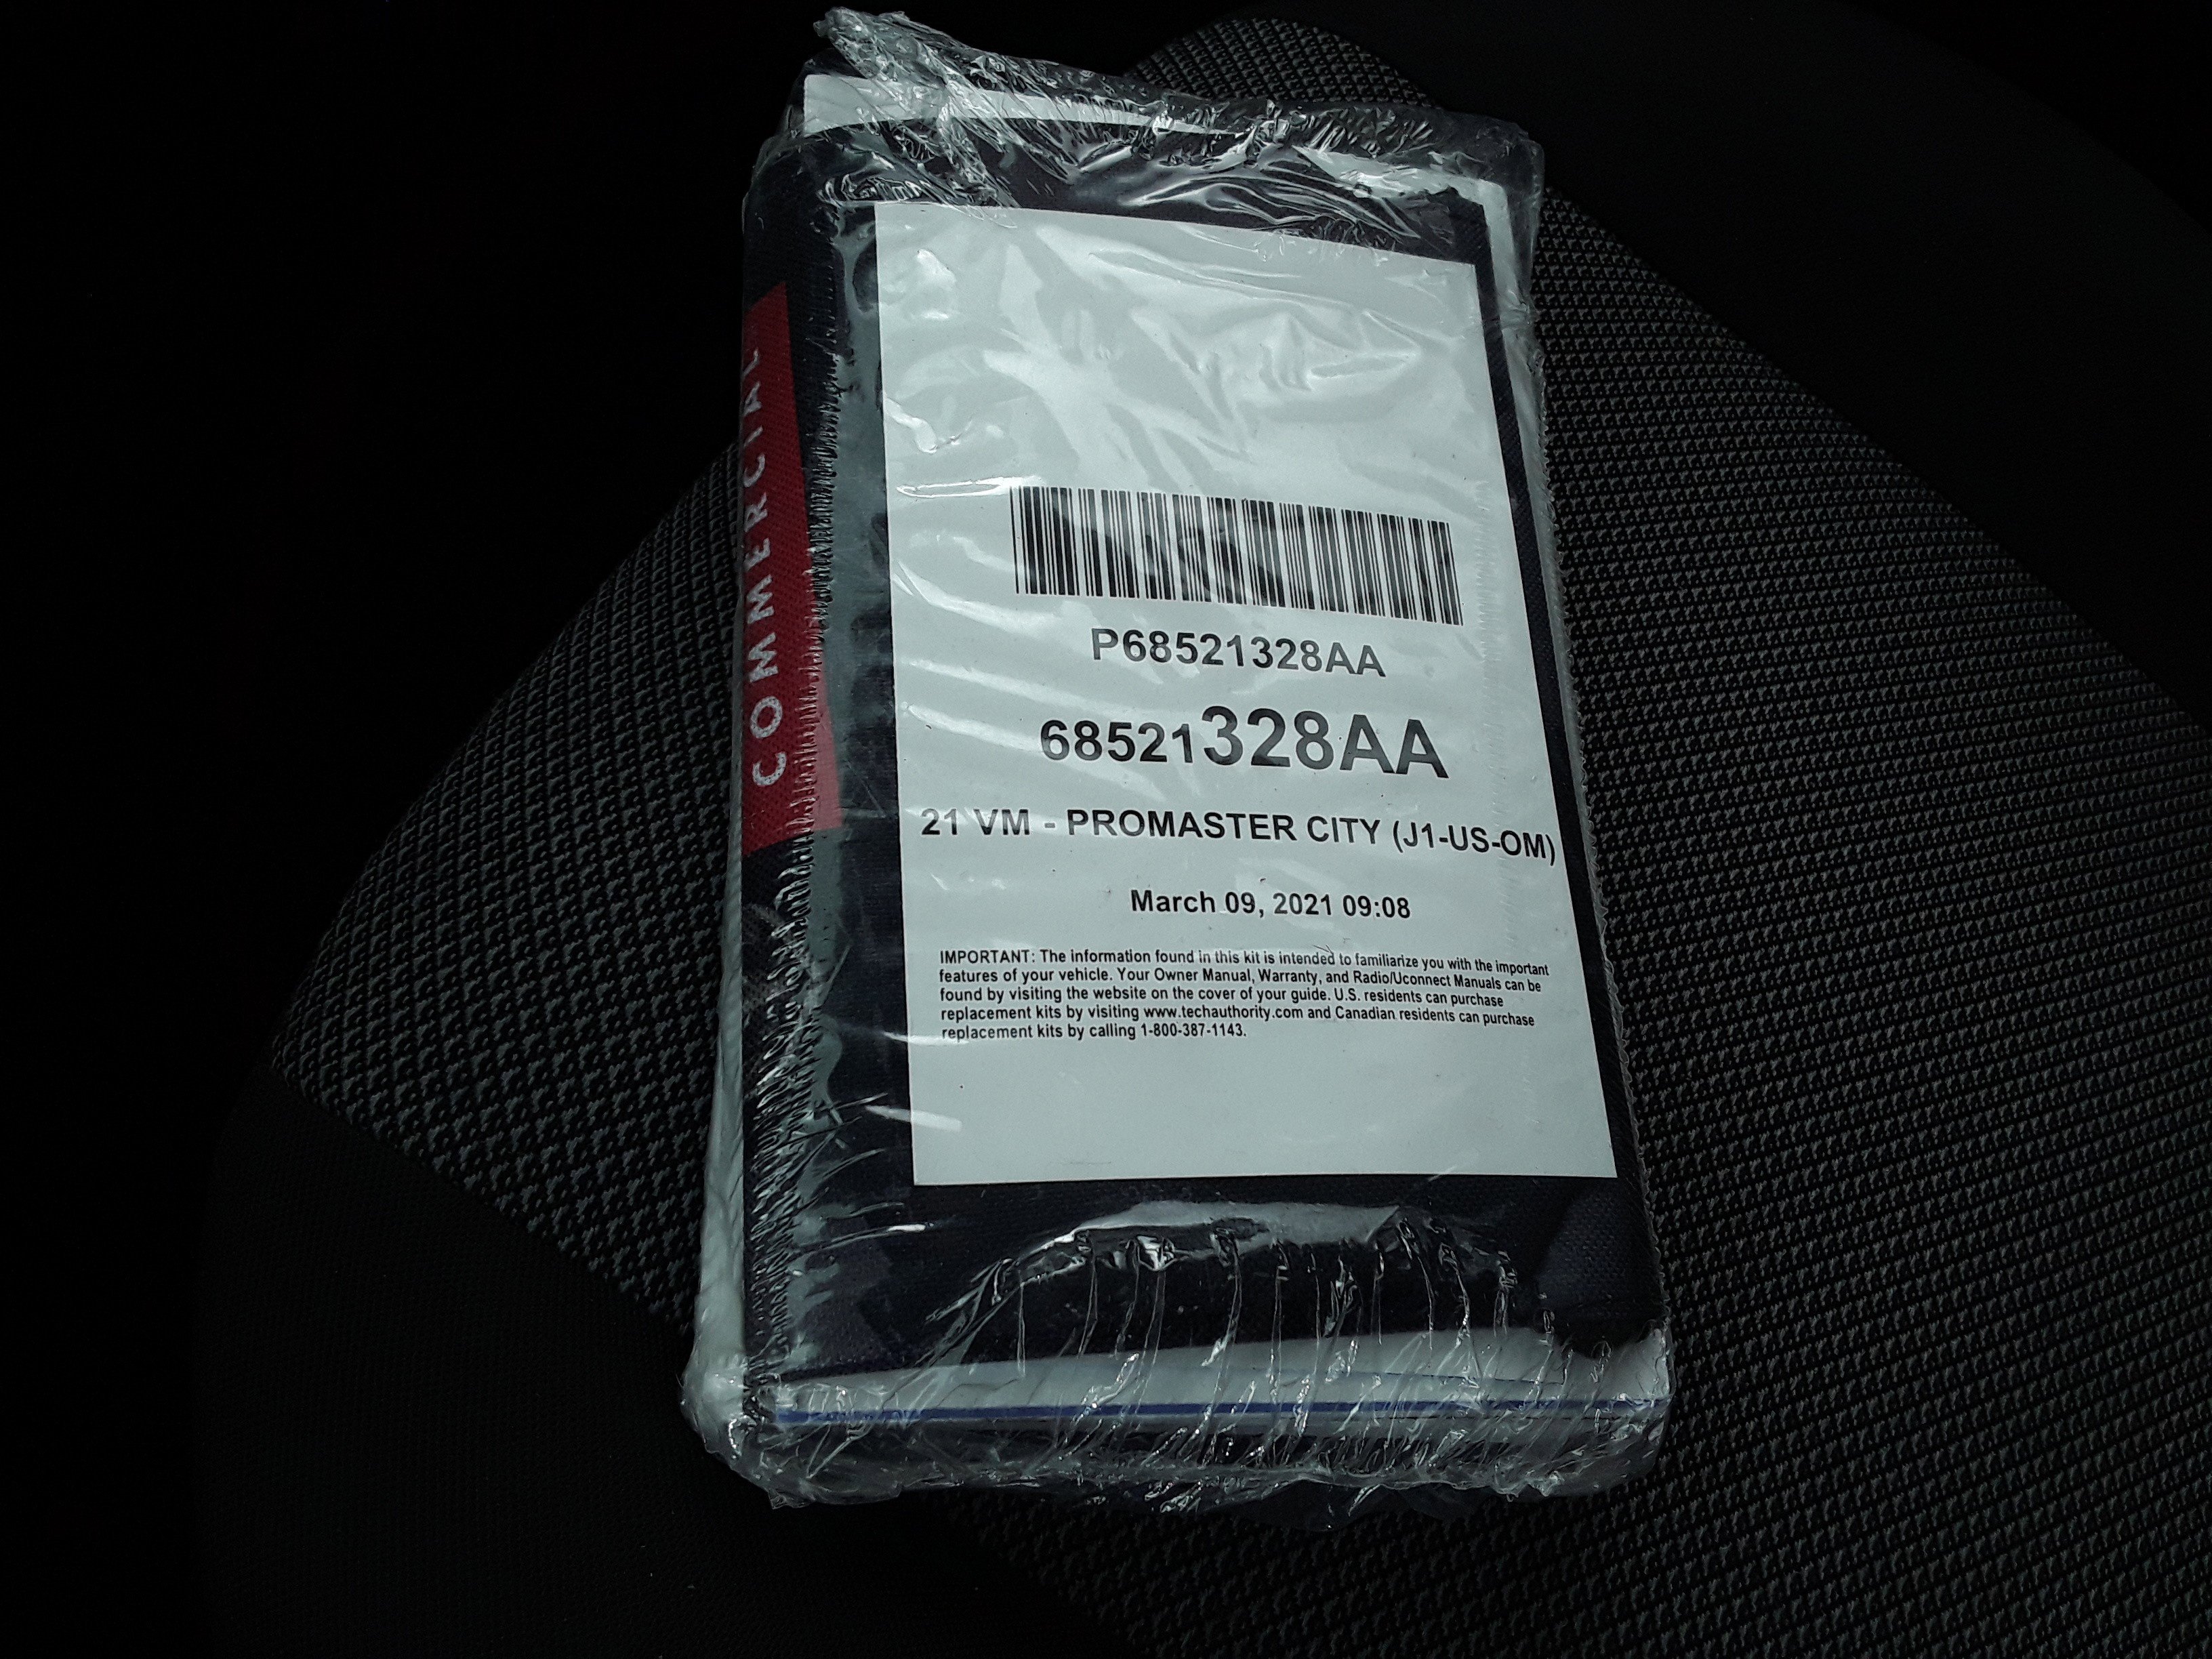 COMMERCIAL
P68521328AA
68521328AA
21 VM - PROMASTER CITY (J1-US-OM)
March 09, 2021 09:08
IMPORTANT: The information found in this kit is intended to familiarize you with the important
features of your vehicle. Your Owner Manual, Warranty, and Radio/Uconnect Manuals can be
found by visiting the website on the cover of your guide. U.S. residents can purchase
replacement kits by visiting www.techauthority.com and Canadian residents can purchase
replacement kits by calling 1-800-387-1143.